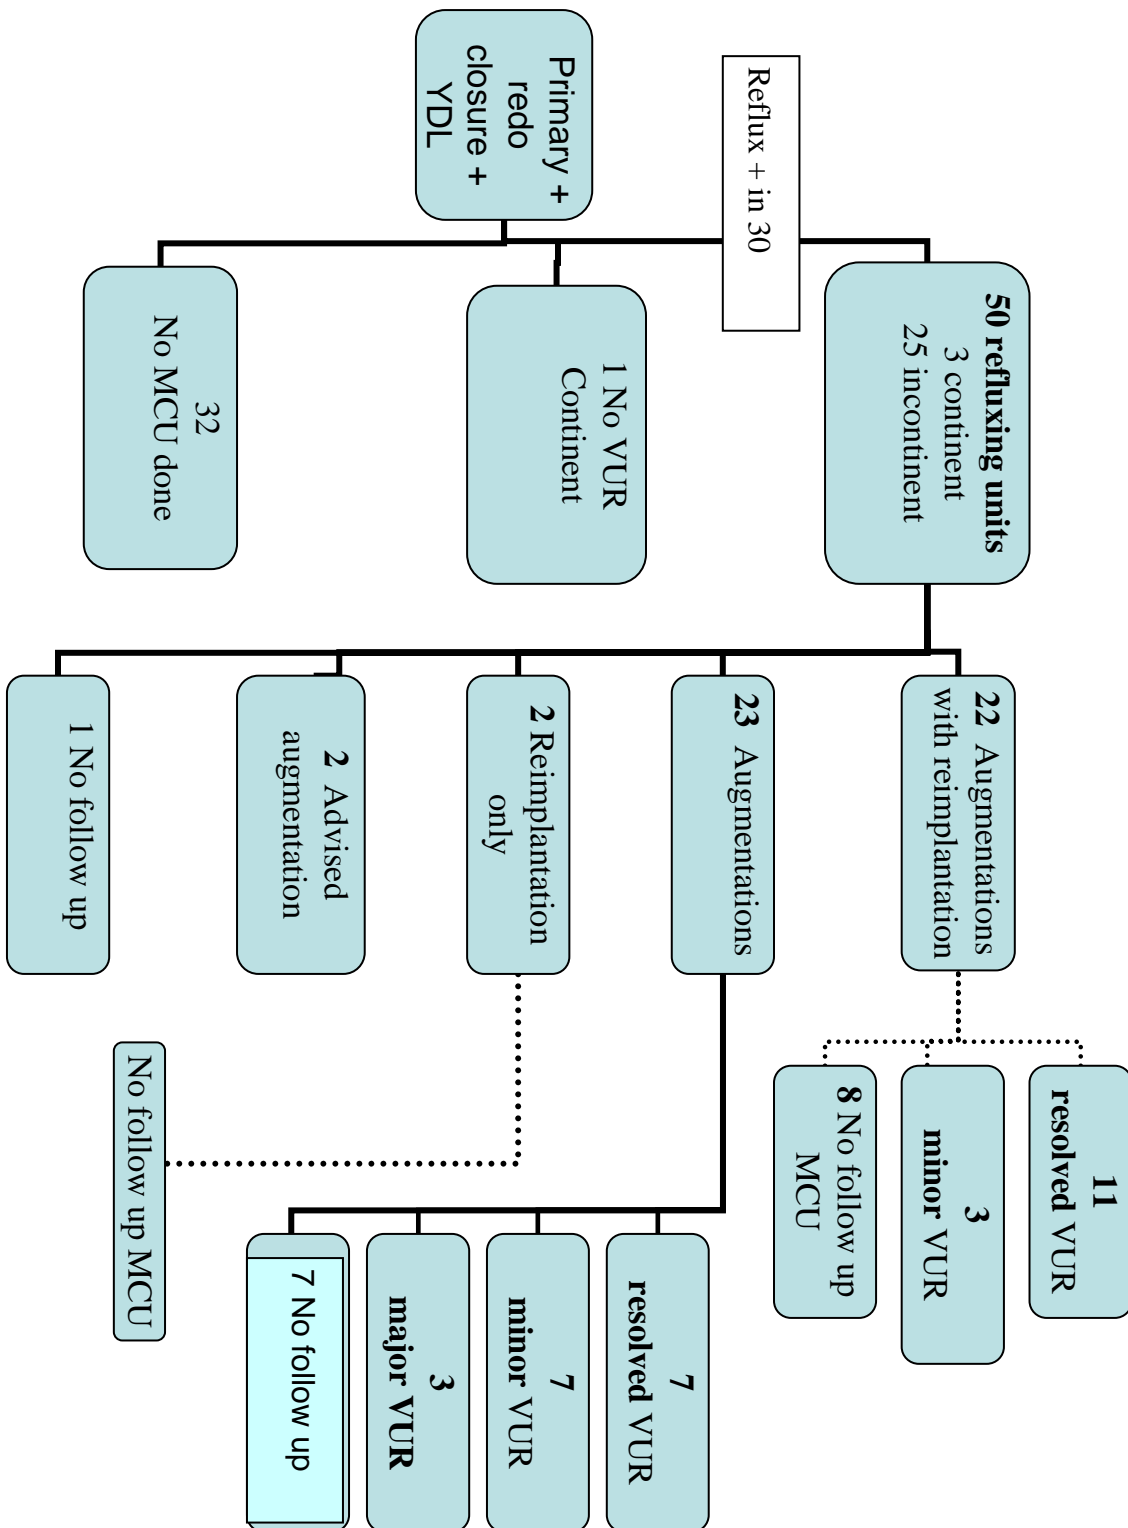 Primary +
redo
closure +
YDL
Reflux + in 30
50 refluxing units
3 continent
25 incontinent
1 No VUR
Continent
32
No MCU done
22 Augmentations
with reimplantation
23 Augmentations
2 Reimplantation
only
2 Advised
augmentation
1 No follow up
11
resolved VUR
3
minor VUR
8 No follow up
MCU
No follow up MCU
7
resolved VUR
7
minor VUR
3
major VUR
7 No follow up